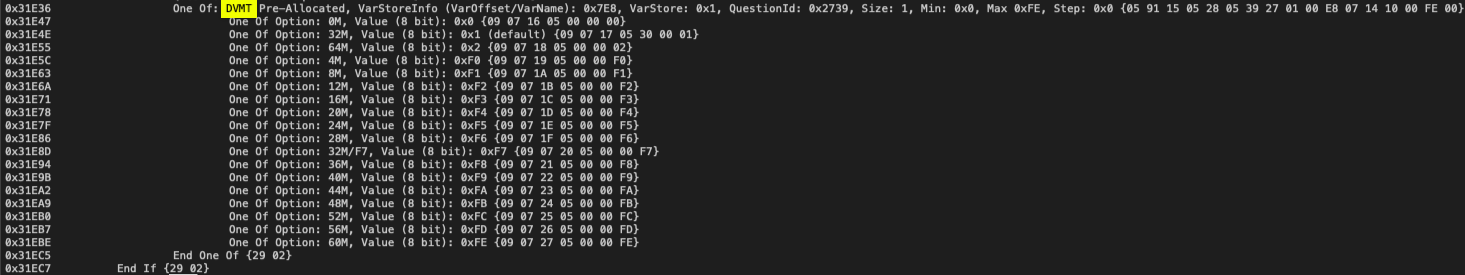 0x31E36 One Of: DVMT Pre-Allocated, VarStoreInfo (VarOffset/VarName): 0x7E8, VarStore: 0x1, QuestionId: 0x2739, Size: 1, Min: 0x0, Max 0xFE, Step: 0x0 {05 91 15 05 28 05 39 27 01 00 E8 07 14 10 00 FE 00}
0x31E47 One Of Option: 0M, Value (8 bit): 0x0 {09 07 16 05 00 00 00}
0x31E4E One Of Option: 32M, Value (8 bit): 0x1 (default) {09 07 17 05 30 00 01}
0x31E55 One Of Option: 64M, Value (8 bit): 0x2 {09 07 18 05 00 00 02}
0x31E5C One Of Option: 4M, Value (8 bit): 0xF0 {09 07 19 05 00 00 F0}
0x31E63 One Of Option: 8M, Value (8 bit): 0xF1 {09 07 1A 05 00 00 F1}
0x31E6A One Of Option: 12M, Value (8 bit): 0xF2 {09 07 1B 05 00 00 F2}
0x31E71 One Of Option: 16M, Value (8 bit): 0xF3 {09 07 1C 05 00 00 F3}
0x31E78 One Of Option: 20M, Value (8 bit): 0xF4 {09 07 1D 05 00 00 F4}
0x31E7F One Of Option: 24M, Value (8 bit): 0xF5 {09 07 1E 05 00 00 F5}
0x31E86 One Of Option: 28M, Value (8 bit): 0xF6 {09 07 1F 05 00 00 F6}
0x31E8D One Of Option: 32M/F7, Value (8 bit): 0xF7 {09 07 20 05 00 00 F7}
0x31E94 One Of Option: 36M, Value (8 bit): 0xF8 {09 07 21 05 00 00 F8}
0x31E9B One Of Option: 40M, Value (8 bit): 0xF9 {09 07 22 05 00 00 F9}
0x31EA2 One Of Option: 44M, Value (8 bit): 0xFA {09 07 23 05 00 00 FA}
0x31EA9 One Of Option: 48M, Value (8 bit): 0xFB {09 07 24 05 00 00 FB}
0x31EB0 One Of Option: 52M, Value (8 bit): 0xFC {09 07 25 05 00 00 FC}
0x31EB7 One Of Option: 56M, Value (8 bit): 0xFD {09 07 26 05 00 00 FD}
0x31EBE One Of Option: 60M, Value (8 bit): 0xFE {09 07 27 05 00 00 FE}
0x31EC5 End One Of {29 02}
0x31EC7 End If {29 02}